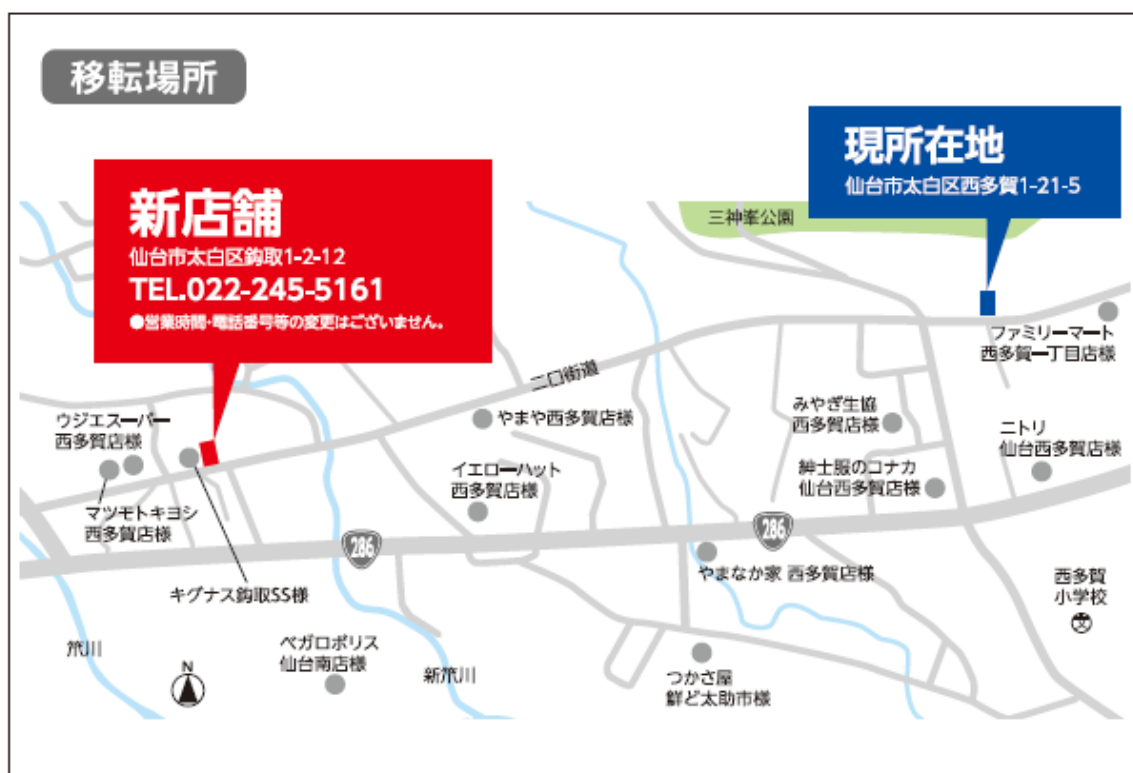 移転場所
現所在地
仙台市太白区西多賀1-21-5
新店舗
仙台市太白区鈎取1-2-12
TEL.022-245-5161
●営業時間・電話番号等の変更はございません。
三神峯公園
ファミリーマート
西多賀一丁目店様
二口街道
ウジエスーパー
西多賀店様
やまや西多賀店様
みやぎ生協
西多賀店様
ニトリ
仙台西多賀店様
イエローハット
西多賀店様
紳士服のコナカ
仙台西多賀店様
マツモトキヨシ
西多賀店様
286
286
キグナス鈎取SS様
やまなか家 西多賀店様
西多賀
小学校
文
笊川
N
ベガロポリス
仙台南店様
新笊川
つかさ屋
鮮ど太助市様